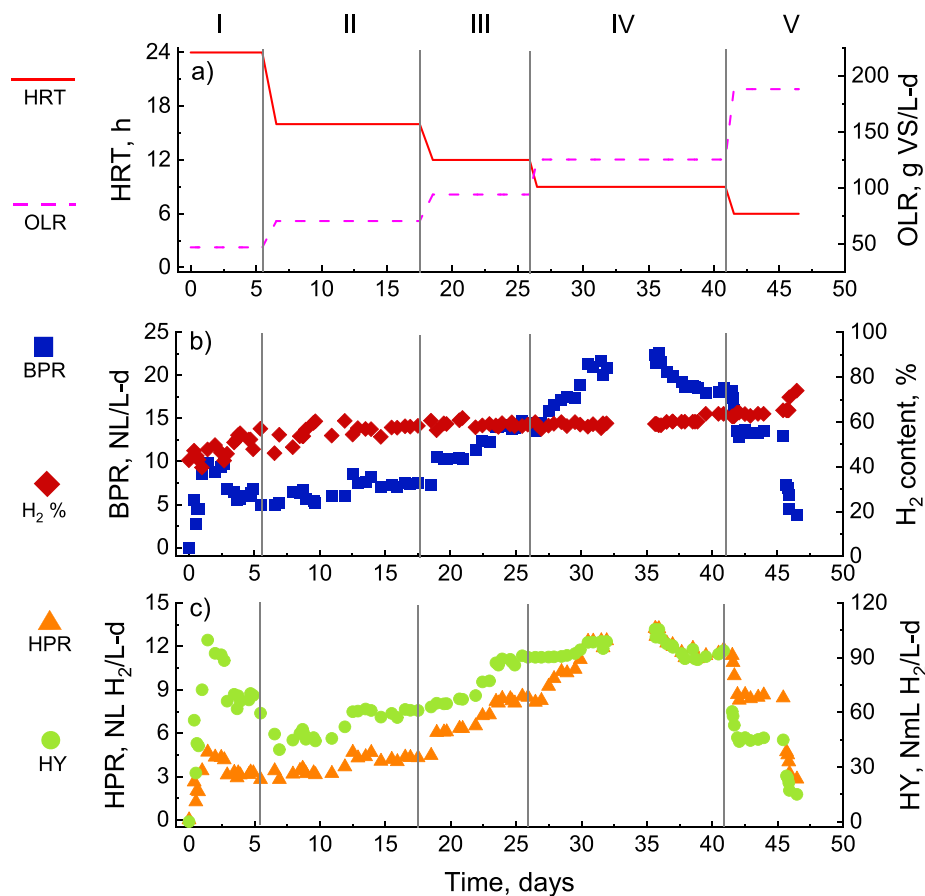 I II III IV V
a)
HRT
OLR
HRT, h
24
18
12
6
0
OLR, g VS/L-d
200
150
100
50
0 5 10 15 20 25 30 35 40 45 50
b)
BPR
H2 %
BPR, NL/L-d
25
20
15
10
5
0
H2 content, %
100
80
60
40
20
0
0 5 10 15 20 25 30 35 40 45 50
c)
HPR
HY
HPR, NL H2/L-d
15
12
9
6
3
0
HY, NmL H2/L-d
120
90
60
30
0
0 5 10 15 20 25 30 35 40 45 50
Time, days